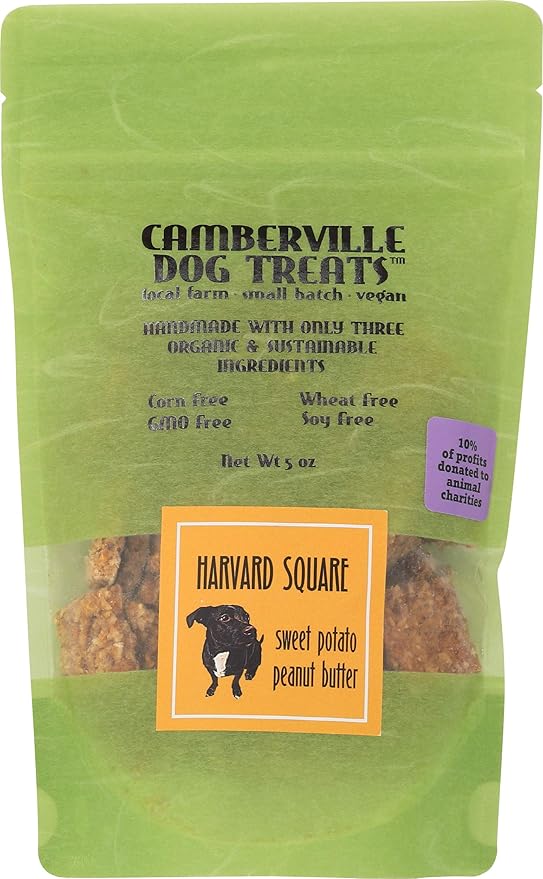 CAMBERVILLE
DOG TREATS™
local farm · small batch · vegan
HANDMADE WITH ONLY THREE
ORGANIC & SUSTAINABLE
INGREDIENTS
Corn Free Wheat Free
GMO Free Soy Free
Net Wt 5 oz
10%
of profits
donated to
animal
charities
HARVARD SQUARE
sweet potato
peanut butter